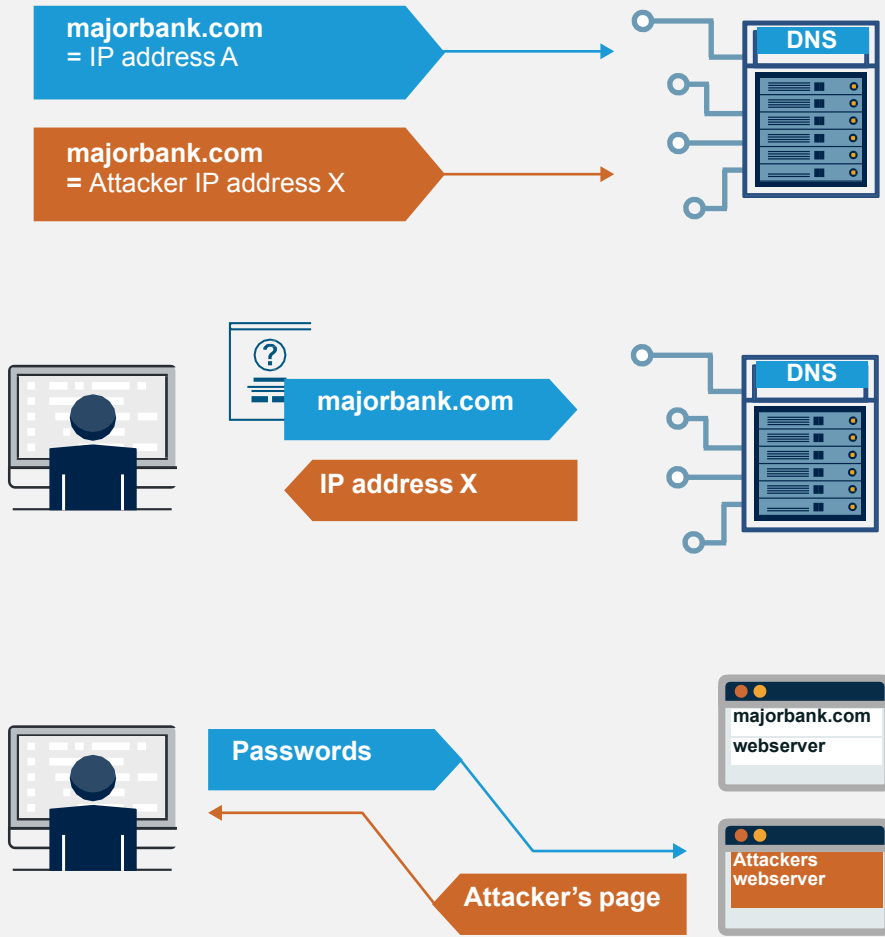 majorbank.com
= IP address A
DNS
majorbank.com
= Attacker IP address X
?
majorbank.com
DNS
IP address X
majorbank.com
webserver
Passwords
Attackers
webserver
Attacker’s page